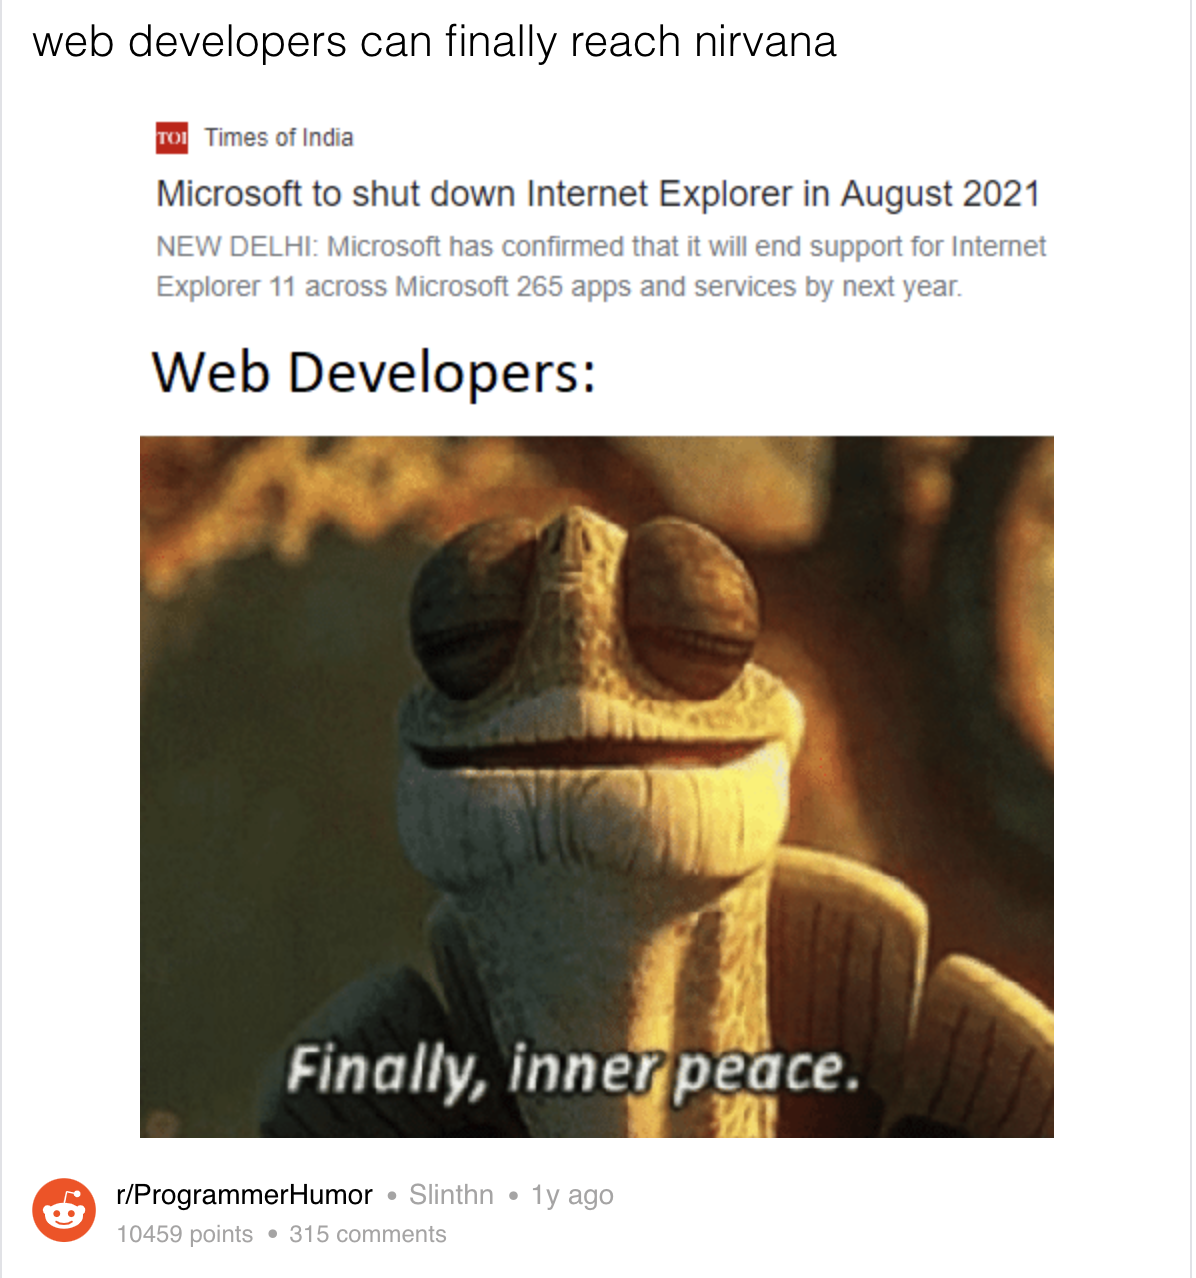 web developers can finally reach nirvana
TOI Times of India
Microsoft to shut down Internet Explorer in August 2021
NEW DELHI: Microsoft has confirmed that it will end support for Internet
Explorer 11 across Microsoft 265 apps and services by next year.
Web Developers:
Finally, inner peace.
r/ProgrammerHumor • Slinthn • 1y ago
10459 points • 315 comments